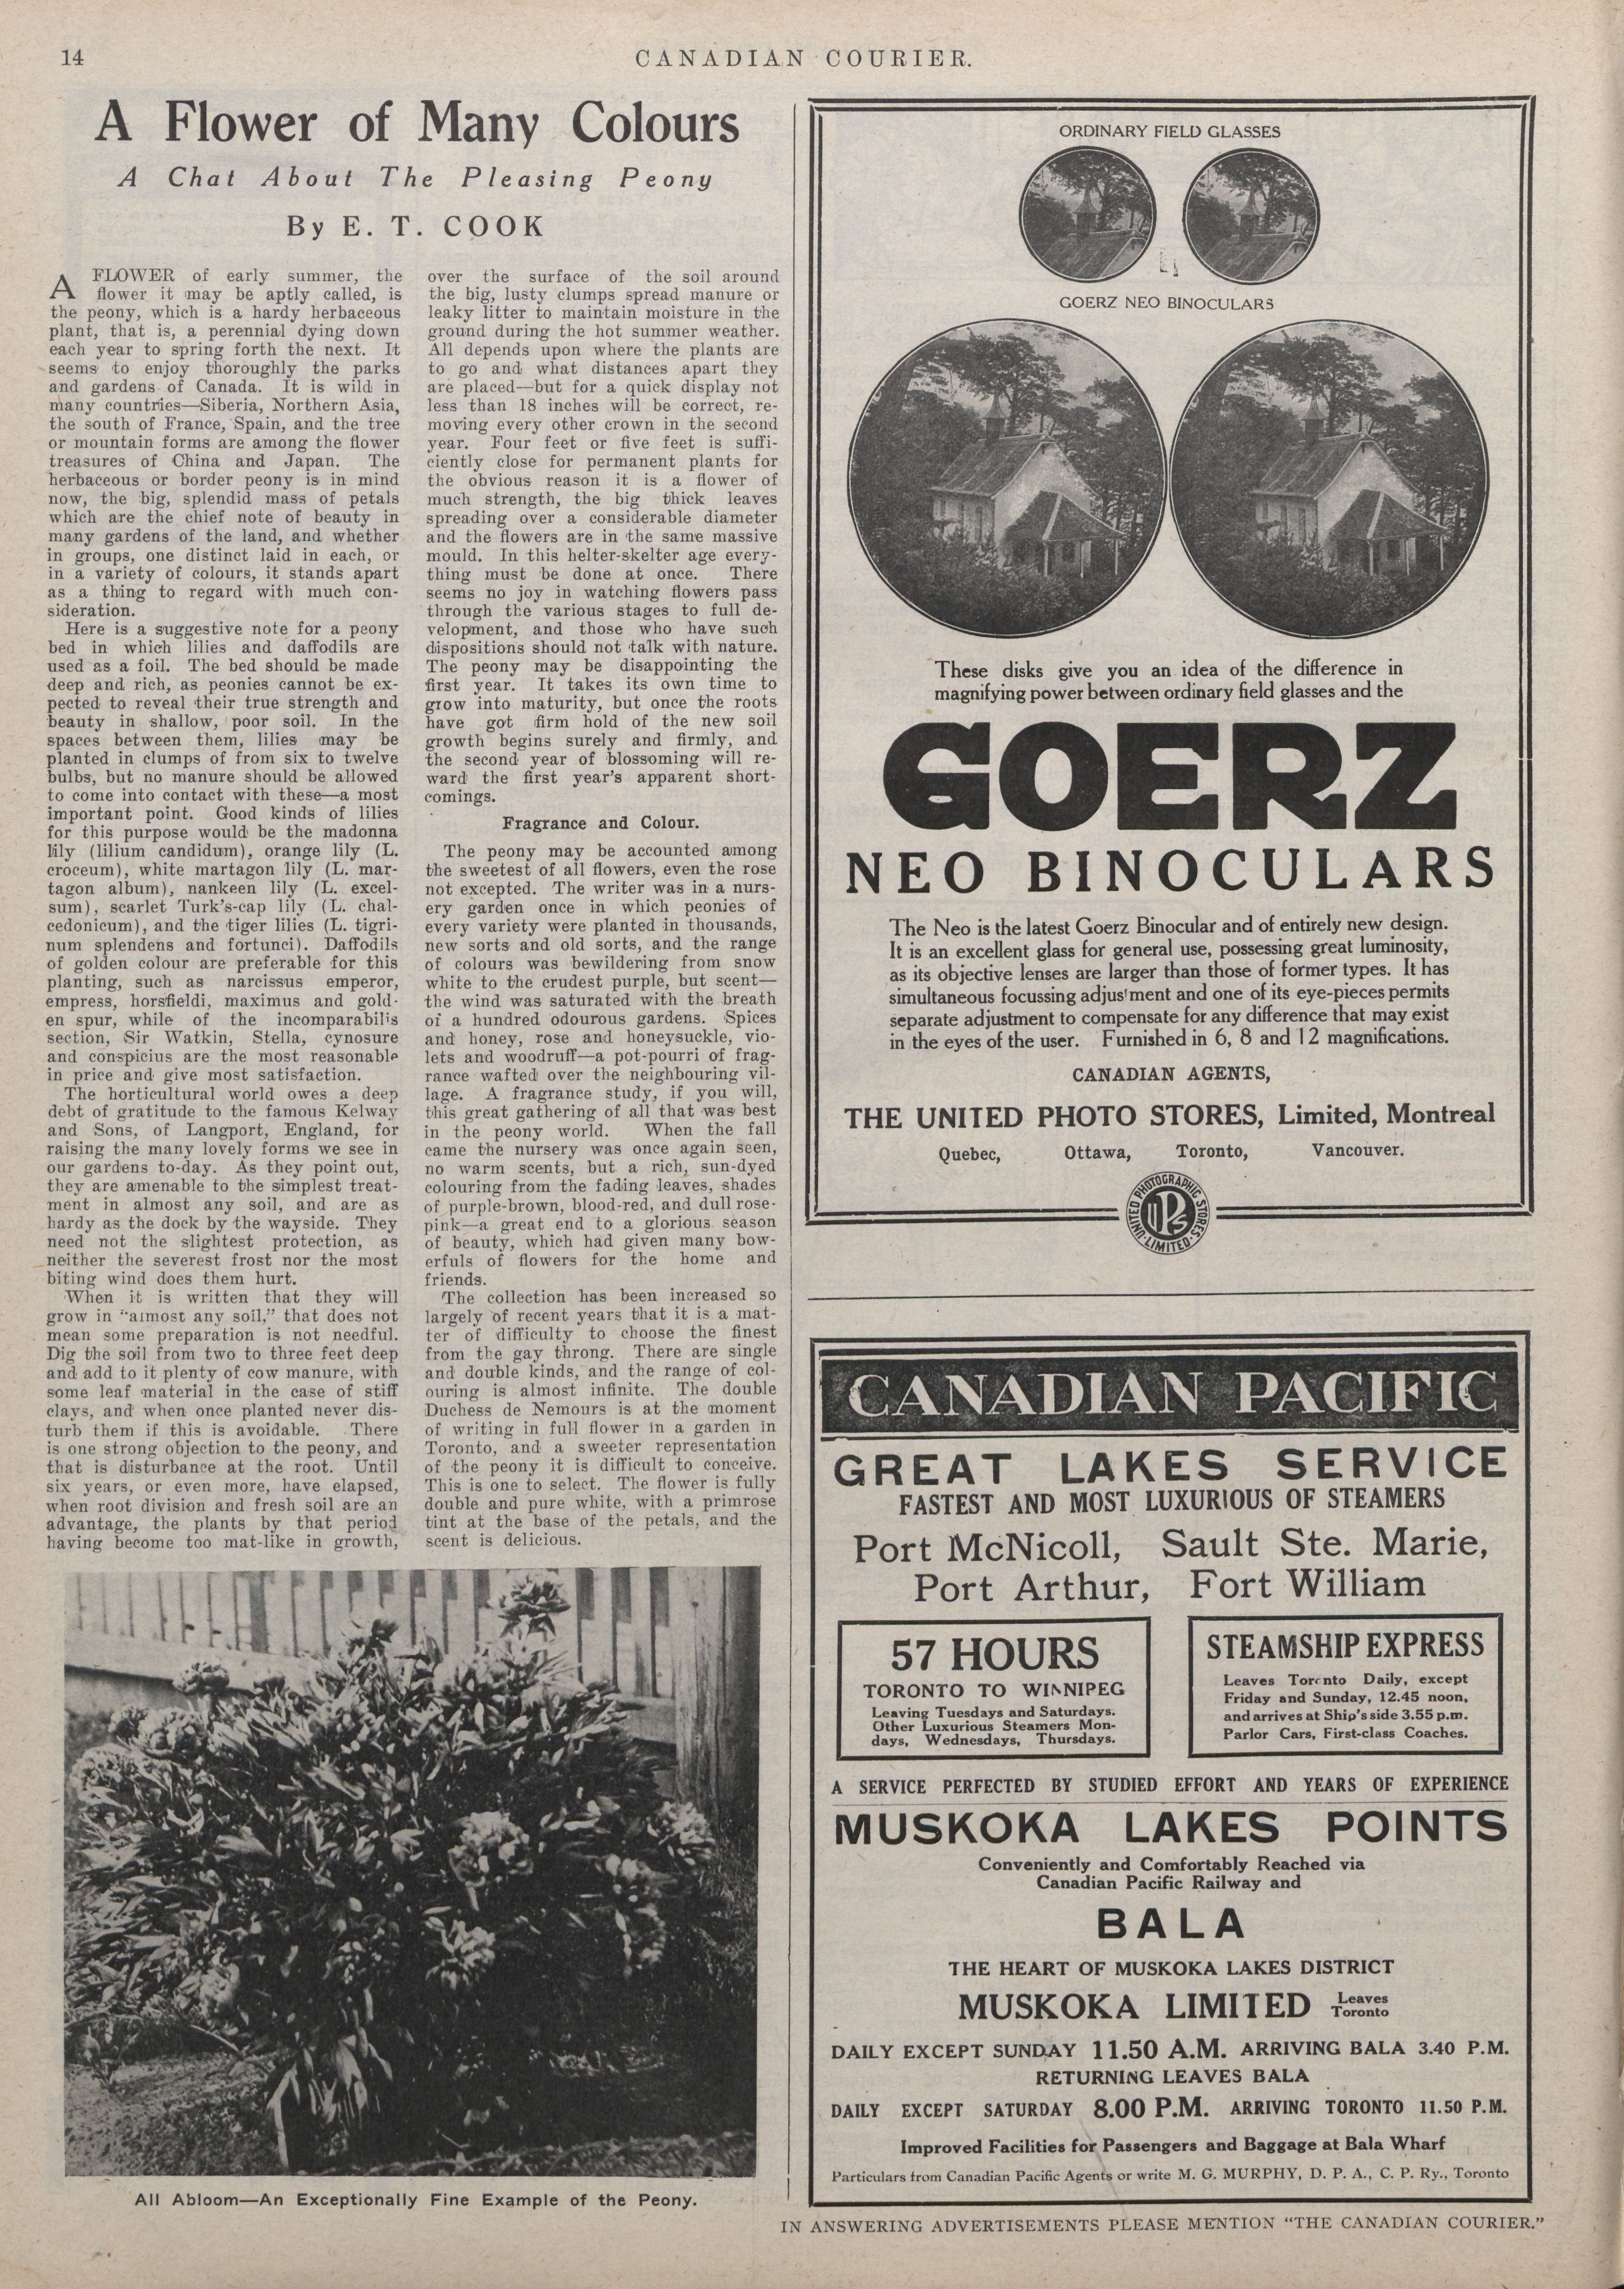 14
CANADIAN COURIER.
A Flower of Many Colours
A Chat About The Pleasing Peony
By E. T. COOK
A FLOWER of early summer, the
flower it may be aptly called, is
the peony, which is a hardy herbaceous
plant, that is, a perennial dying down
each year to spring forth the next. It
seems to enjoy thoroughly the parks
and gardens of Canada. It is wild in
many countries—Siberia, Northern Asia,
the south of France, Spain, and the tree
or mountain forms are among the flower
treasures of China and Japan. The
herbaceous or border peony is in mind
now, the big, splendid mass of petals
which are the chief note of beauty in
many gardens of the land, and whether
in groups, one distinct laid in each, or
in a variety of colours, it stands apart
as a thing to regard with much con-
sideration.
Here is a suggestive note for a peony
bed in which lilies and daffodils are
used as a foil. The bed should be made
deep and rich, as peonies cannot be ex-
pected to reveal their true strength and
beauty in shallow, poor soil. In the
spaces between them, lilies may be
planted in clumps of from six to twelve
bulbs, but no manure should be allowed
to come into contact with these—a most
important point. Good kinds of lilies
for this purpose would be the madonna
lily (lilium candidum), orange lily (L.
croceum), white martagon lily (L. mar-
tagon album), nankeen lily (L. excel-
sum), scarlet Turk's-cap lily (L. chal-
cedonicum), and the tiger lilies (L. tigri-
num splendens and fortunci). Daffodils
of golden colour are preferable for this
planting, such as narcissus emperor,
empress, horsfieldi, maximus and gold-
en spur, while of the incomparabilis
section, Sir Watkin, Stella, cynosure
and conspicius are the most reasonable
in price and give most satisfaction.
The horticultural world owes a deep
debt of gratitude to the famous Kelway
and Sons, of Langport, England, for
raising the many lovely forms we see in
our gardens to-day. As they point out,
they are amenable to the simplest treat-
ment in almost any soil, and are as
hardy as the dock by the wayside. They
need not the slightest protection, as
neither the severest frost nor the most
biting wind does them hurt.
When it is written that they will
grow in "almost any soil," that does not
mean some preparation is not needful.
Dig the soil from two to three feet deep
and add to it plenty of cow manure, with
some leaf material in the case of stiff
clays, and when once planted never dis-
turb them if this is avoidable. There
is one strong objection to the peony, and
that is disturbance at the root. Until
six years, or even more, have elapsed,
when root division and fresh soil are an
advantage, the plants by that period
having become too mat-like in growth,
over the surface of the soil around
the big, lusty clumps spread manure or
leaky litter to maintain moisture in the
ground during the hot summer weather.
All depends upon where the plants are
to go and what distances apart they
are placed—but for a quick display not
less than 18 inches will be correct, re-
moving every other crown in the second
year. Four feet or five feet is suffi-
ciently close for permanent plants for
the obvious reason it is a flower of
much strength, the big thick leaves
spreading over a considerable diameter
and the flowers are in the same massive
mould. In this helter-skelter age every-
thing must be done at once. There
seems no joy in watching flowers pass
through the various stages to full de-
velopment, and those who have such
dispositions should not talk with nature.
The peony may be disappointing the
first year. It takes its own time to
grow into maturity, but once the roots
have got firm hold of the new soil
growth begins surely and firmly, and
the second year of blossoming will re-
ward the first year's apparent short-
comings.
Fragrance and Colour.
The peony may be accounted among
the sweetest of all flowers, even the rose
not excepted. The writer was in a nurs-
ery garden once in which peonies of
every variety were planted in thousands,
new sorts and old sorts, and the range
of colours was bewildering from snow
white to the crudest purple, but scent—
the wind was saturated with the breath
of a hundred odourous gardens. Spices
and honey, rose and honeysuckle, vio-
lets and woodruff—a pot-pourri of frag-
rance wafted over the neighbouring vil-
lage. A fragrance study, if you will,
this great gathering of all that was best
in the peony world. When the fall
came the nursery was once again seen,
no warm scents, but a rich, sun-dyed
colouring from the fading leaves, shades
of purple-brown, blood-red, and dull rose-
pink—a great end to a glorious season
of beauty, which had given many bow-
erfuls of flowers for the home and
friends.
The collection has been increased so
largely of recent years that it is a mat-
ter of difficulty to choose the finest
from the gay throng. There are single
and double kinds, and the range of col-
ouring is almost infinite. The double
Duchess de Nemours is at the moment
of writing in full flower in a garden in
Toronto, and a sweeter representation
of the peony it is difficult to conceive.
This is one to select. The flower is fully
double and pure white, with a primrose
tint at the base of the petals, and the
scent is delicious.
All Abloom—An Exceptionally Fine Example of the Peony.
ORDINARY FIELD GLASSES
GOERZ NEO BINOCULARS
These disks give you an idea of the difference in
magnifying power between ordinary field glasses and the
GOERZ
NEO BINOCULARS
The Neo is the latest Goerz Binocular and of entirely new design.
It is an excellent glass for general use, possessing great luminosity,
as its objective lenses are larger than those of former types. It has
simultaneous focussing adjus'ment and one of its eye-pieces permits
separate adjustment to compensate for any difference that may exist
in the eyes of the user. Furnished in 6, 8 and 12 magnifications.
CANADIAN AGENTS,
THE UNITED PHOTO STORES, Limited, Montreal
Quebec, Ottawa, Toronto, Vancouver.
UNITED PHOTOGRAPHIC STORES LIMITED
UPS
CANADIAN PACIFIC
GREAT LAKES SERVICE
FASTEST AND MOST LUXURIOUS OF STEAMERS
Port McNicoll, Sault Ste. Marie,
Port Arthur, Fort William
57 HOURS
TORONTO TO WINNIPEG
Leaving Tuesdays and Saturdays.
Other Luxurious Steamers Mon-
days, Wednesdays, Thursdays.
STEAMSHIP EXPRESS
Leaves Toronto Daily, except
Friday and Sunday, 12.45 noon,
and arrives at Ship's side 3.55 p.m.
Parlor Cars, First-class Coaches.
A SERVICE PERFECTED BY STUDIED EFFORT AND YEARS OF EXPERIENCE
MUSKOKA LAKES POINTS
Conveniently and Comfortably Reached via
Canadian Pacific Railway and
BALA
THE HEART OF MUSKOKA LAKES DISTRICT
MUSKOKA LIMITED Leaves Toronto
DAILY EXCEPT SUNDAY 11.50 A.M. ARRIVING BALA 3.40 P.M.
RETURNING LEAVES BALA
DAILY EXCEPT SATURDAY 8.00 P.M. ARRIVING TORONTO 11.50 P.M.
Improved Facilities for Passengers and Baggage at Bala Wharf
Particulars from Canadian Pacific Agents or write M. G. MURPHY, D. P. A., C. P. Ry., Toronto
IN ANSWERING ADVERTISEMENTS PLEASE MENTION "THE CANADIAN COURIER."